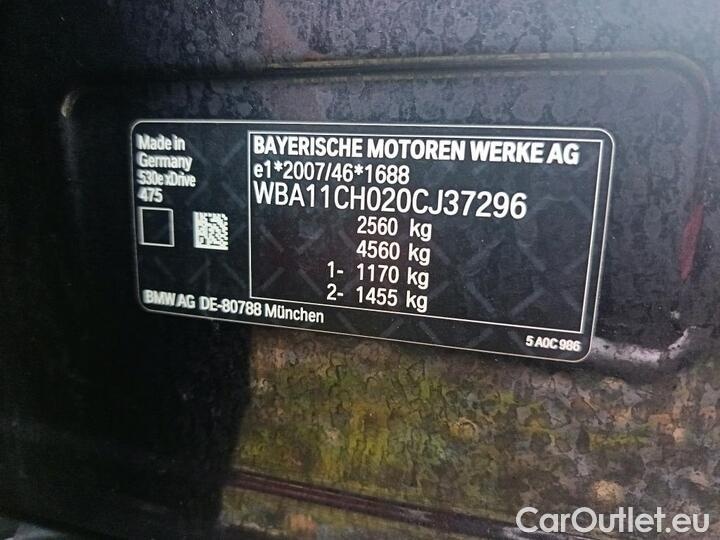 Made in
Germany
530e xDrive
475
BAYERISCHE MOTOREN WERKE AG
e1*2007/46*1688
WBA11CH020CJ37296
2560 kg
4560 kg
1- 1170 kg
2- 1455 kg
BMW AG DE-80788 München
5 A0C 986
CarOutlet.eu